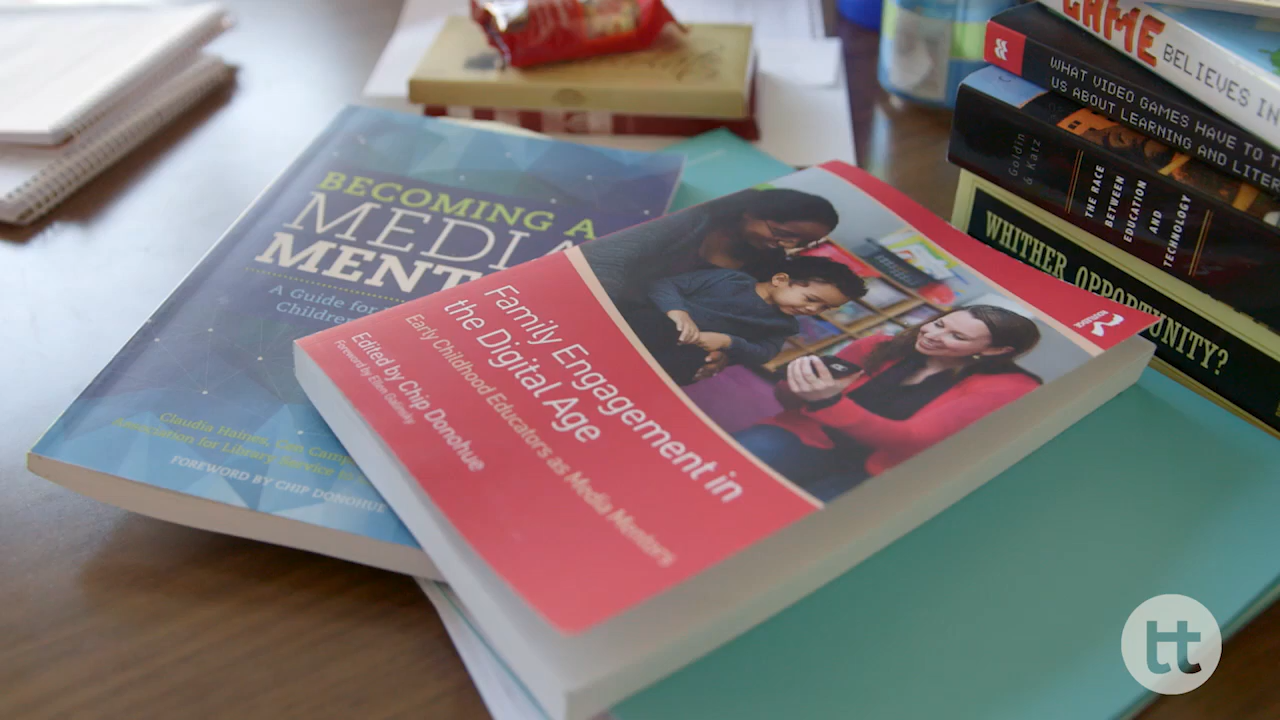 BECOMING A
MEDIA
MENT
A Guide for
Children
Claudia Haines, Cen Camp
Association for Library Service to
FOREWORD BY CHIP DONOHUE
Family Engagement in
the Digital Age
Early Childhood Educators as Media Mentors
Edited by Chip Donohue
Foreword by Ellen Galinsky
GAME
BELIEVES IN
WHAT VIDEO GAMES HAVE TO T
US ABOUT LEARNING AND LITER
Goldin
& Katz
THE RACE
BETWEEN
EDUCATION
AND
TECHNOLOGY
WHITHER OPPORTUNITY?
tt